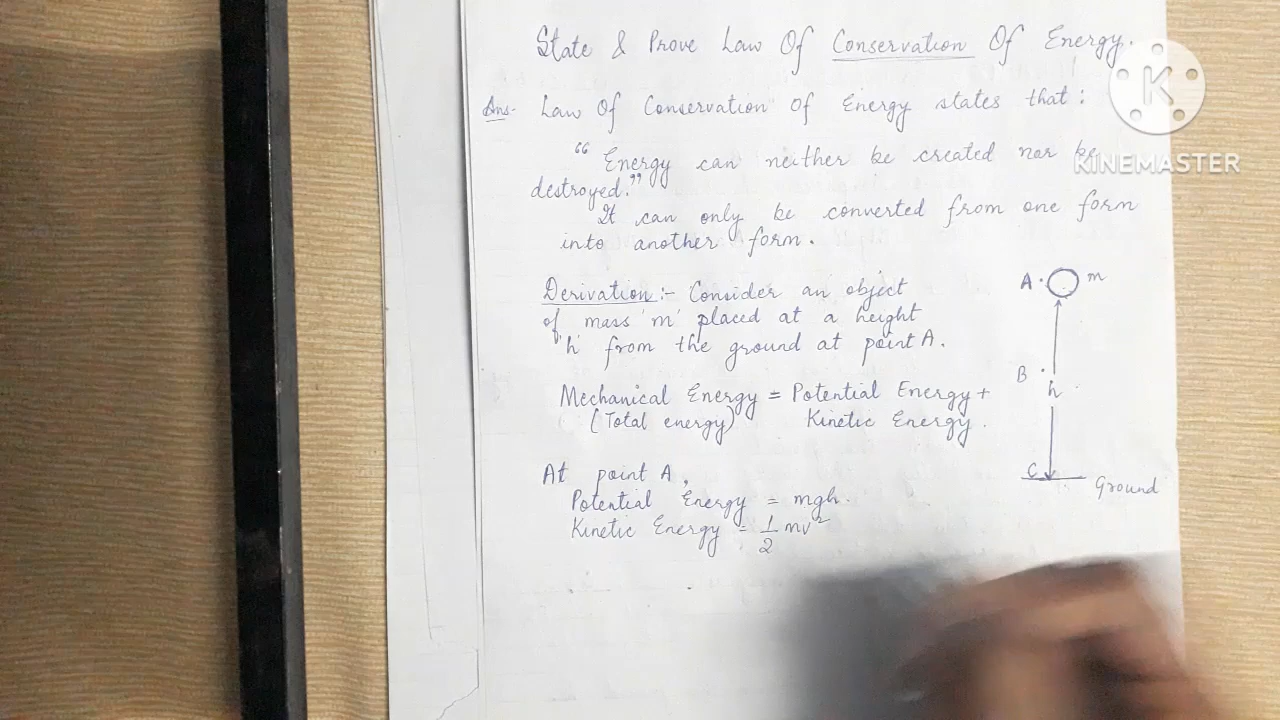 State & Prove Law Of Conservation Of Energy.
Ans- Law Of Conservation Of Energy states that :
K
KINEMASTER
“ Energy can neither be created nor be
destroyed.”
It can only be converted from one form
into another form.
Derivation :- Consider an object
of mass 'm' placed at a height
'h' from the ground at point A.
A · m
B ·
h
C
Ground
Mechanical Energy = Potential Energy +
(Total energy) Kinetic Energy.
At point A,
Potential Energy = mgh.
Kinetic Energy = 1/2 mv²